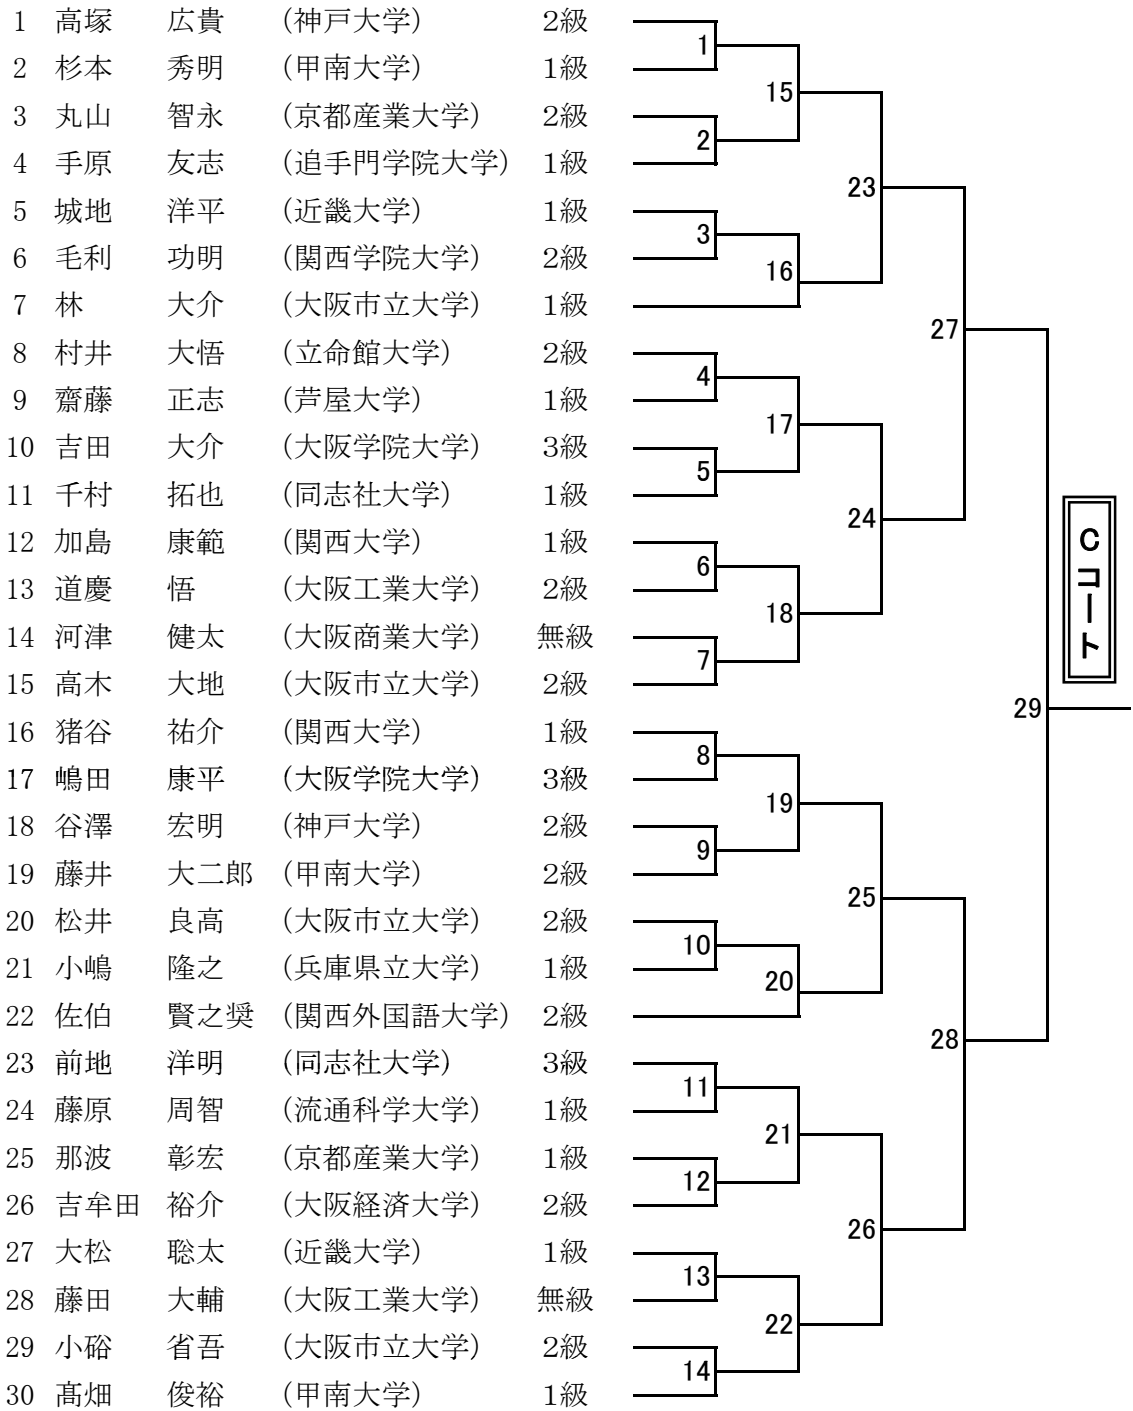 1 高塚 広貴 （神戸大学） 2級
2 杉本 秀明 （甲南大学） 1級
3 丸山 智永 （京都産業大学） 2級
4 手原 友志 （追手門学院大学） 1級
5 城地 洋平 （近畿大学） 1級
6 毛利 功明 （関西学院大学） 2級
7 林 大介 （大阪市立大学） 1級
8 村井 大悟 （立命館大学） 2級
9 齋藤 正志 （芦屋大学） 1級
10 吉田 大介 （大阪学院大学） 3級
11 千村 拓也 （同志社大学） 1級
12 加島 康範 （関西大学） 1級
13 道慶 悟 （大阪工業大学） 2級
14 河津 健太 （大阪商業大学） 無級
15 高木 大地 （大阪市立大学） 2級
16 猪谷 祐介 （関西大学） 1級
17 嶋田 康平 （大阪学院大学） 3級
18 谷澤 宏明 （神戸大学） 2級
19 藤井 大二郎 （甲南大学） 2級
20 松井 良高 （大阪市立大学） 2級
21 小嶋 隆之 （兵庫県立大学） 1級
22 佐伯 賢之奨 （関西外国語大学） 2級
23 前地 洋明 （同志社大学） 3級
24 藤原 周智 （流通科学大学） 1級
25 那波 彰宏 （京都産業大学） 1級
26 吉牟田 裕介 （大阪経済大学） 2級
27 大松 聡太 （近畿大学） 1級
28 藤田 大輔 （大阪工業大学） 無級
29 小硲 省吾 （大阪市立大学） 2級
30 髙畑 俊裕 （甲南大学） 1級
1
2
3
4
5
6
7
8
9
10
11
12
13
14
15
16
17
18
19
20
21
22
23
24
25
26
27
28
29
Cコート